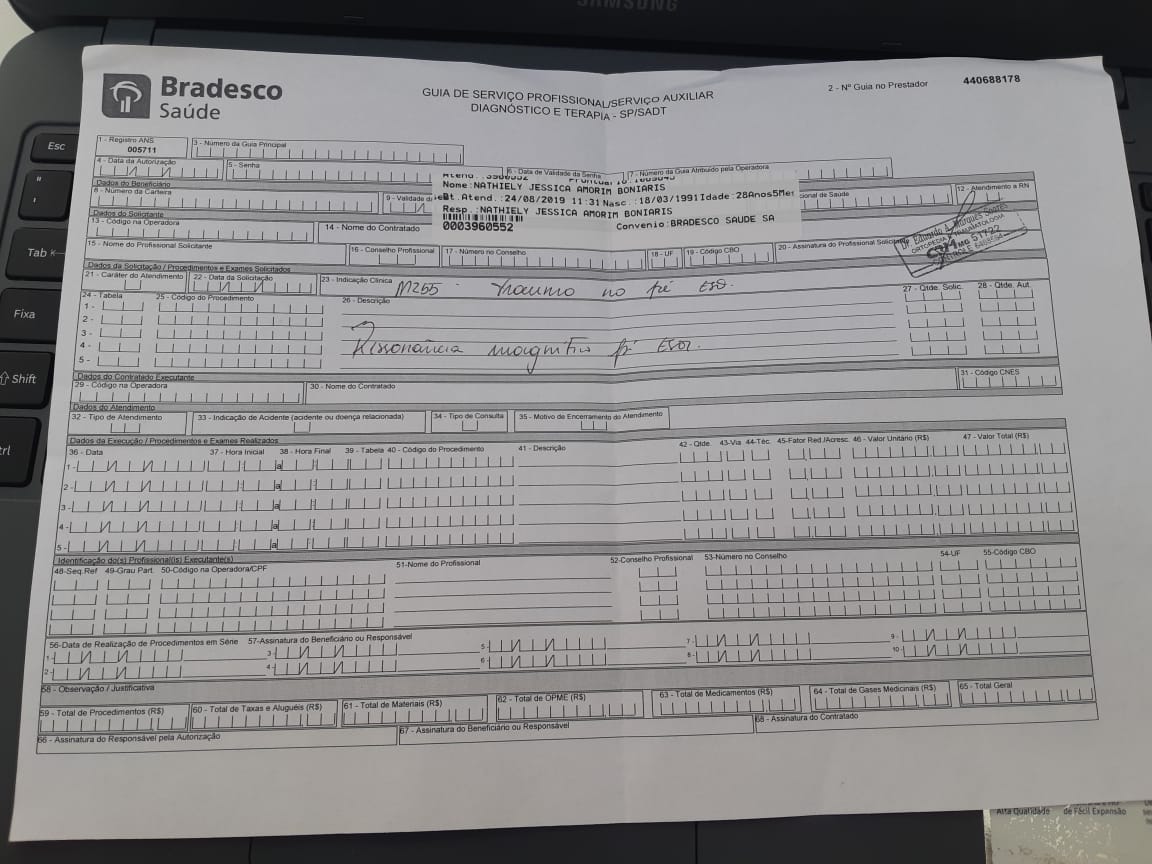 SAMSUNG
Bradesco
Saúde
GUIA DE SERVIÇO PROFISSIONAL/SERVIÇO AUXILIAR
DIAGNÓSTICO E TERAPIA - SP/SADT
2 - Nº Guia no Prestador 440688178
1 - Registro ANS 3 - Número da Guia Principal
005711
4 - Data da Autorização 5 - Senha 6 - Data de Validade da Senha 7 - Número da Guia Atribuído pela Operadora
Dados do Beneficiário
8 - Número da Carteira 9 - Validade 12 - Atendimento a RN
Nome:NATHIELY JESSICA AMORIM BONIARIS
Atend.:24/08/2019 11:31 Nasc.:18/03/1991 Idade:28Anos5Mes
Resp.:NATHIELY JESSICA AMORIM BONIARIS
0003960552 Convenio:BRADESCO SAUDE SA
Dados do Solicitante
13 - Código na Operadora 14 - Nome do Contratado
15 - Nome do Profissional Solicitante 16 - Conselho Profissional 17 - Número no Conselho 18 - UF 19 - Código CBO 20 - Assinatura do Profissional
ORTOPEDIA TRAUMATOLOGIA
Dados da Solicitação / Procedimentos e Exames Solicitados
21 - Caráter do Atendimento 22 - Data da Solicitação 23 - Indicação Clínica M255 - trauma no pé esq.
24 - Tabela 25 - Código do Procedimento 26 - Descrição 27 - Qtde. Solic. 28 - Qtde. Aut.
1 -
2 -
3 -
4 - Ressonância magnética pé
5 -
Dados do Contratado Executante
29 - Código na Operadora 30 - Nome do Contratado 31 - Código CNES
Dados do Atendimento
32 - Tipo de Atendimento 33 - Indicação de Acidente (acidente ou doença relacionada) 34 - Tipo de Consulta 35 - Motivo de Encerramento do Atendimento
Dados da Execução / Procedimentos e Exames Realizados
36 - Data 37 - Hora Inicial 38 - Hora Final 39 - Tabela 40 - Código do Procedimento 41 - Descrição 42 - Qtde. 43-Via 44-Téc. 45-Fator Red./Acresc. 46 - Valor Unitário (R$) 47 - Valor Total (R$)
1 - a
2 - a
3 - a
4 - a
5 - a
Identificação do(s) Profissional(is) Executante(s)
48-Seq.Ref 49-Grau Part. 50-Código na Operadora/CPF 51-Nome do Profissional 52-Conselho Profissional 53-Número no Conselho 54-UF 55-Código CBO
56-Data de Realização de Procedimentos em Série 57-Assinatura do Beneficiário ou Responsável
1 - 3 - 5 - 7 - 9 -
2 - 4 - 6 - 8 - 10 -
58 - Observação / Justificativa
59 - Total de Procedimentos (R$) 60 - Total de Taxas e Aluguéis (R$) 61 - Total de Materiais (R$) 62 - Total de OPME (R$) 63 - Total de Medicamentos (R$) 64 - Total de Gases Medicinais (R$) 65 - Total Geral
66 - Assinatura do Responsável pela Autorização 67 - Assinatura do Beneficiário ou Responsável 68 - Assinatura do Contratado
Esc
Tab
Fixa
Shift
trl
Alta Qualidade de Fácil Expansão